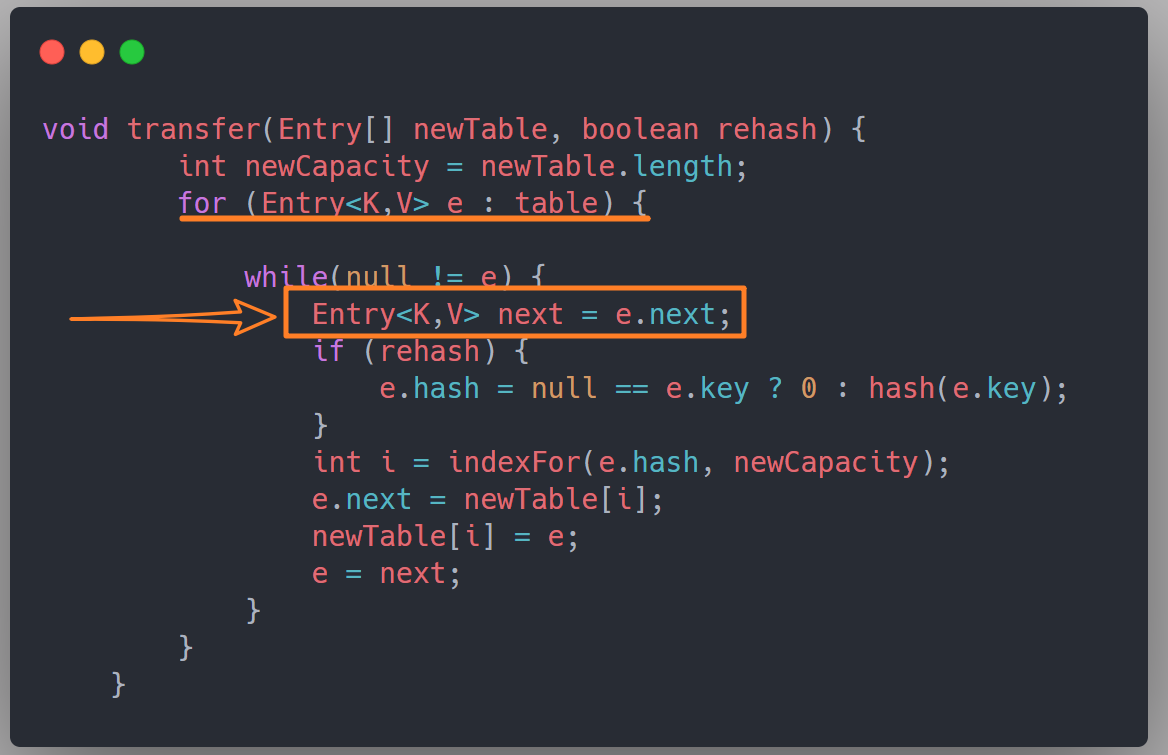 void transfer(Entry[] newTable, boolean rehash) {
int newCapacity = newTable.length;
for (Entry<K,V> e : table) {
while(null != e) {
Entry<K,V> next = e.next;
if (rehash) {
e.hash = null == e.key ? 0 : hash(e.key);
}
int i = indexFor(e.hash, newCapacity);
e.next = newTable[i];
newTable[i] = e;
e = next;
}
}
}